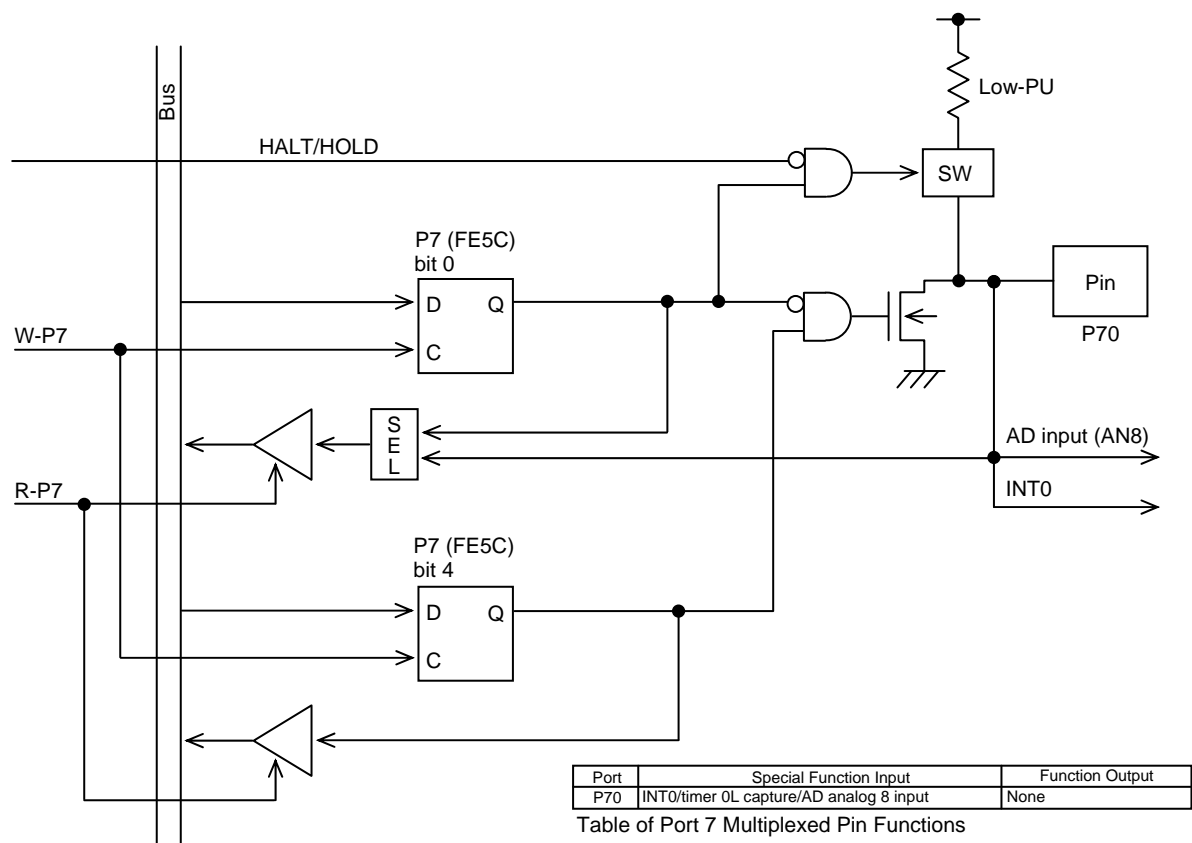 Bus
Low-PU
HALT/HOLD
SW
P7 (FE5C)
bit 0
D
Q
C
Pin
P70
W-P7
SEL
AD input (AN8)
INT0
R-P7
P7 (FE5C)
bit 4
D
Q
C
Port Special Function Input Function Output
P70 INT0/timer 0L capture/AD analog 8 input None
Table of Port 7 Multiplexed Pin Functions